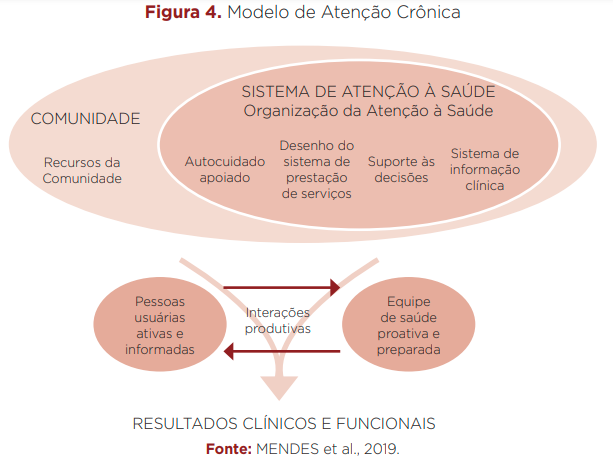 Figura 4. Modelo de Atenção Crônica
SISTEMA DE ATENÇÃO À SAÚDE
Organização da Atenção à Saúde
COMUNIDADE
Recursos da
Comunidade
Autocuidado
apoiado
Desenho do
sistema de
prestação
de serviços
Suporte às
decisões
Sistema de
informação
clínica
Pessoas
usuárias
ativas e
informadas
Interações
produtivas
Equipe
de saúde
proativa e
preparada
RESULTADOS CLÍNICOS E FUNCIONAIS
Fonte: MENDES et al., 2019.